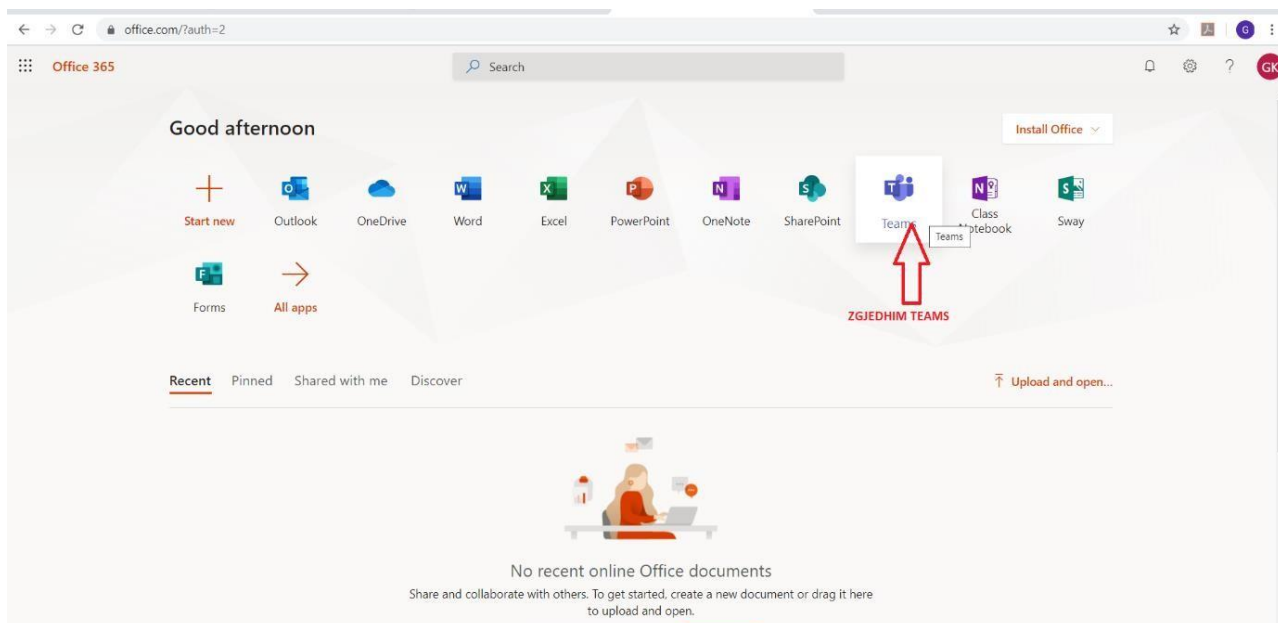 office.com/?auth=2
G
Office 365
Search
?
GK
Good afternoon
Install Office
Start new
Outlook
OneDrive
Word
Excel
PowerPoint
OneNote
SharePoint
Teams
Class
Notebook
Sway
Teams
Forms
All apps
ZGJEDHIM TEAMS
Recent Pinned Shared with me Discover
Upload and open...
No recent online Office documents
Share and collaborate with others. To get started, create a new document or drag it here
to upload and open.